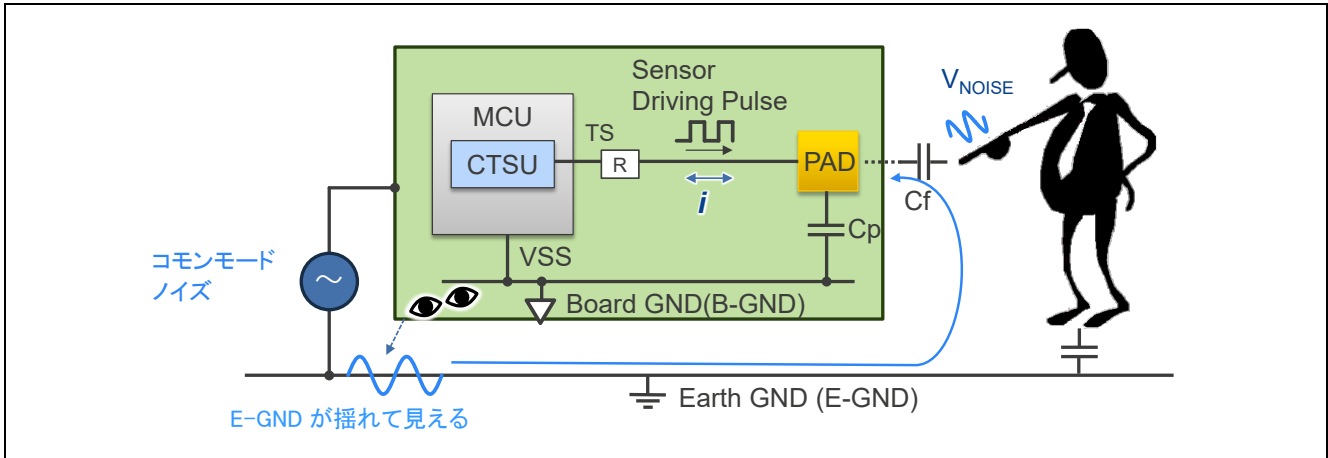 Sensor
Driving Pulse
V_NOISE
MCU
TS
CTSU
R
PAD
i
Cf
Cp
VSS
コモンモード
ノイズ
Board GND(B-GND)
Earth GND (E-GND)
E-GND が揺れて見える